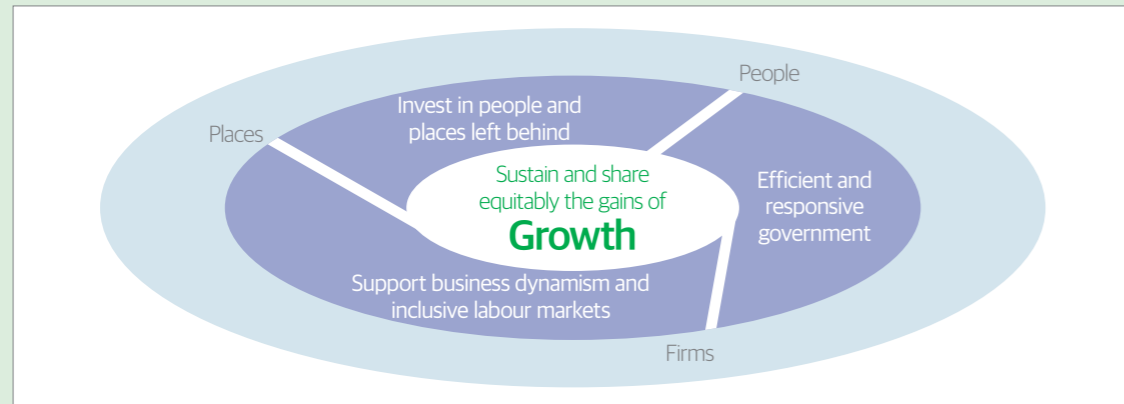 People
Invest in people and
places left behind
Places
Sustain and share
equitably the gains of
Growth
Efficient and
responsive
government
Support business dynamism and
inclusive labour markets
Firms